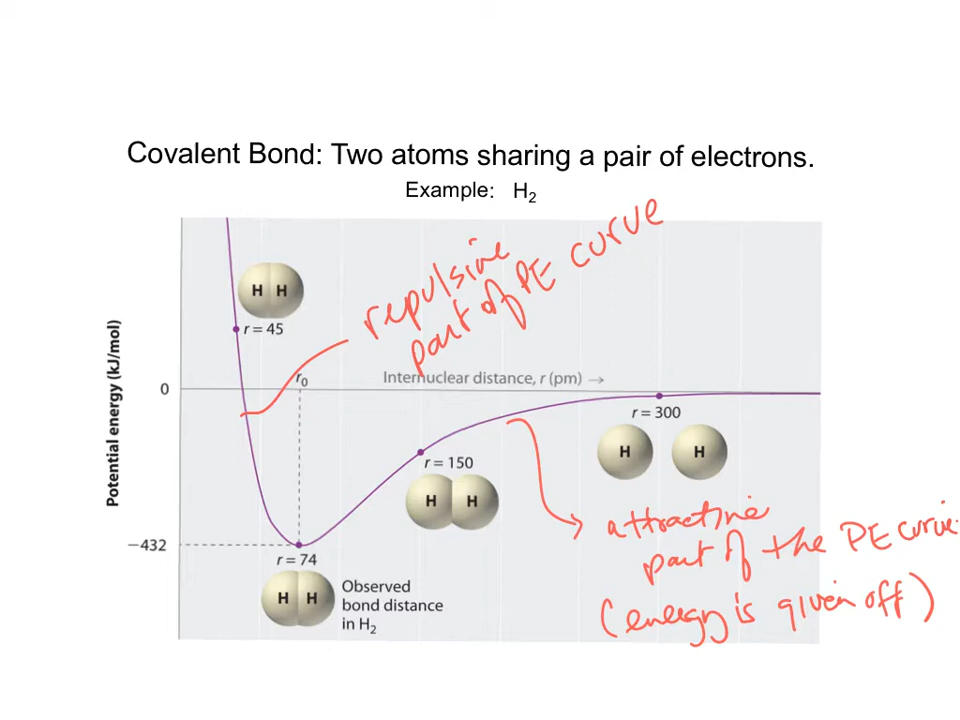 Covalent Bond: Two atoms sharing a pair of electrons.
Example: H₂
repulsive
part of PE curve
H H
r = 45
r₀
Internuclear distance, r (pm) →
Potential energy (kJ/mol)
0
r = 300
H H
r = 150
H H
attractive
part of the PE curve
(energy is given off)
−432
r = 74
H H
Observed
bond distance
in H₂